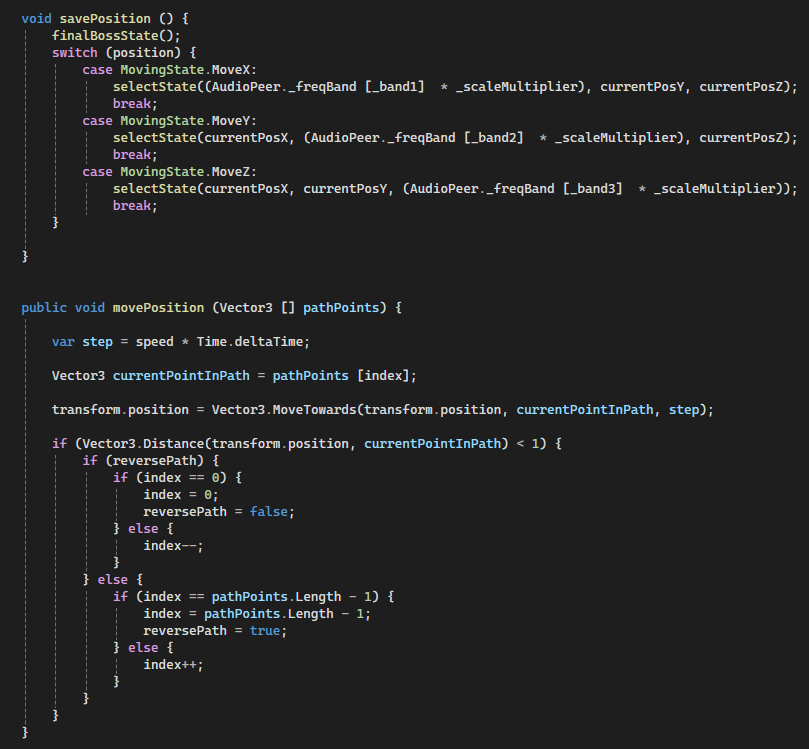 void savePosition () {
finalBossState();
switch (position) {
case MovingState.MoveX:
selectState((AudioPeer._freqBand [_band1]  * _scaleMultiplier), currentPosY, currentPosZ);
break;
case MovingState.MoveY:
selectState(currentPosX, (AudioPeer._freqBand [_band2]  * _scaleMultiplier), currentPosZ);
break;
case MovingState.MoveZ:
selectState(currentPosX, currentPosY, (AudioPeer._freqBand [_band3]  * _scaleMultiplier));
break;
}
}
public void movePosition (Vector3 [] pathPoints) {
var step = speed * Time.deltaTime;
Vector3 currentPointInPath = pathPoints [index];
transform.position = Vector3.MoveTowards(transform.position, currentPointInPath, step);
if (Vector3.Distance(transform.position, currentPointInPath) < 1) {
if (reversePath) {
if (index == 0) {
index = 0;
reversePath = false;
} else {
index--;
}
} else {
if (index == pathPoints.Length - 1) {
index = pathPoints.Length - 1;
reversePath = true;
} else {
index++;
}
}
}
}